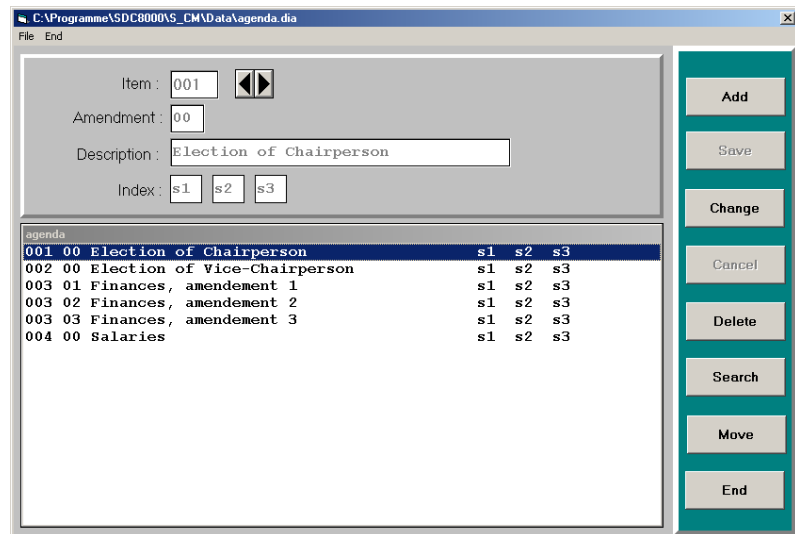 C:\Programme\SDC8000\S_CM\Data\agenda.dia
File End
Item : 001
Amendment : 00
Description : Election of Chairperson
Index : s1 s2 s3
agenda
001 00 Election of Chairperson s1 s2 s3
002 00 Election of Vice-Chairperson s1 s2 s3
003 01 Finances, amendement 1 s1 s2 s3
003 02 Finances, amendement 2 s1 s2 s3
003 03 Finances, amendement 3 s1 s2 s3
004 00 Salaries s1 s2 s3
Add
Save
Change
Cancel
Delete
Search
Move
End